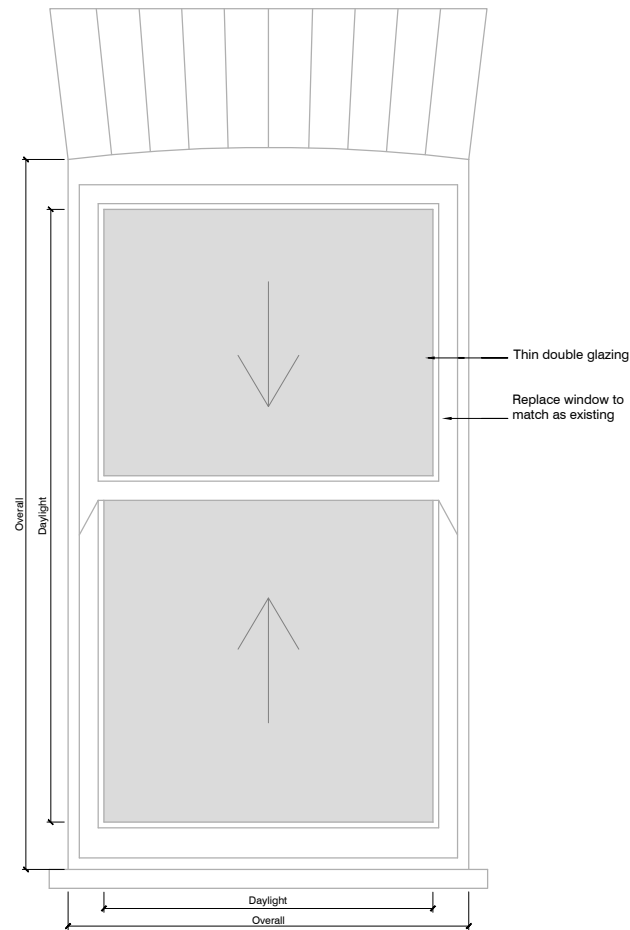 Thin double glazing
Replace window to
match as existing
Overall
Daylight
Daylight
Overall